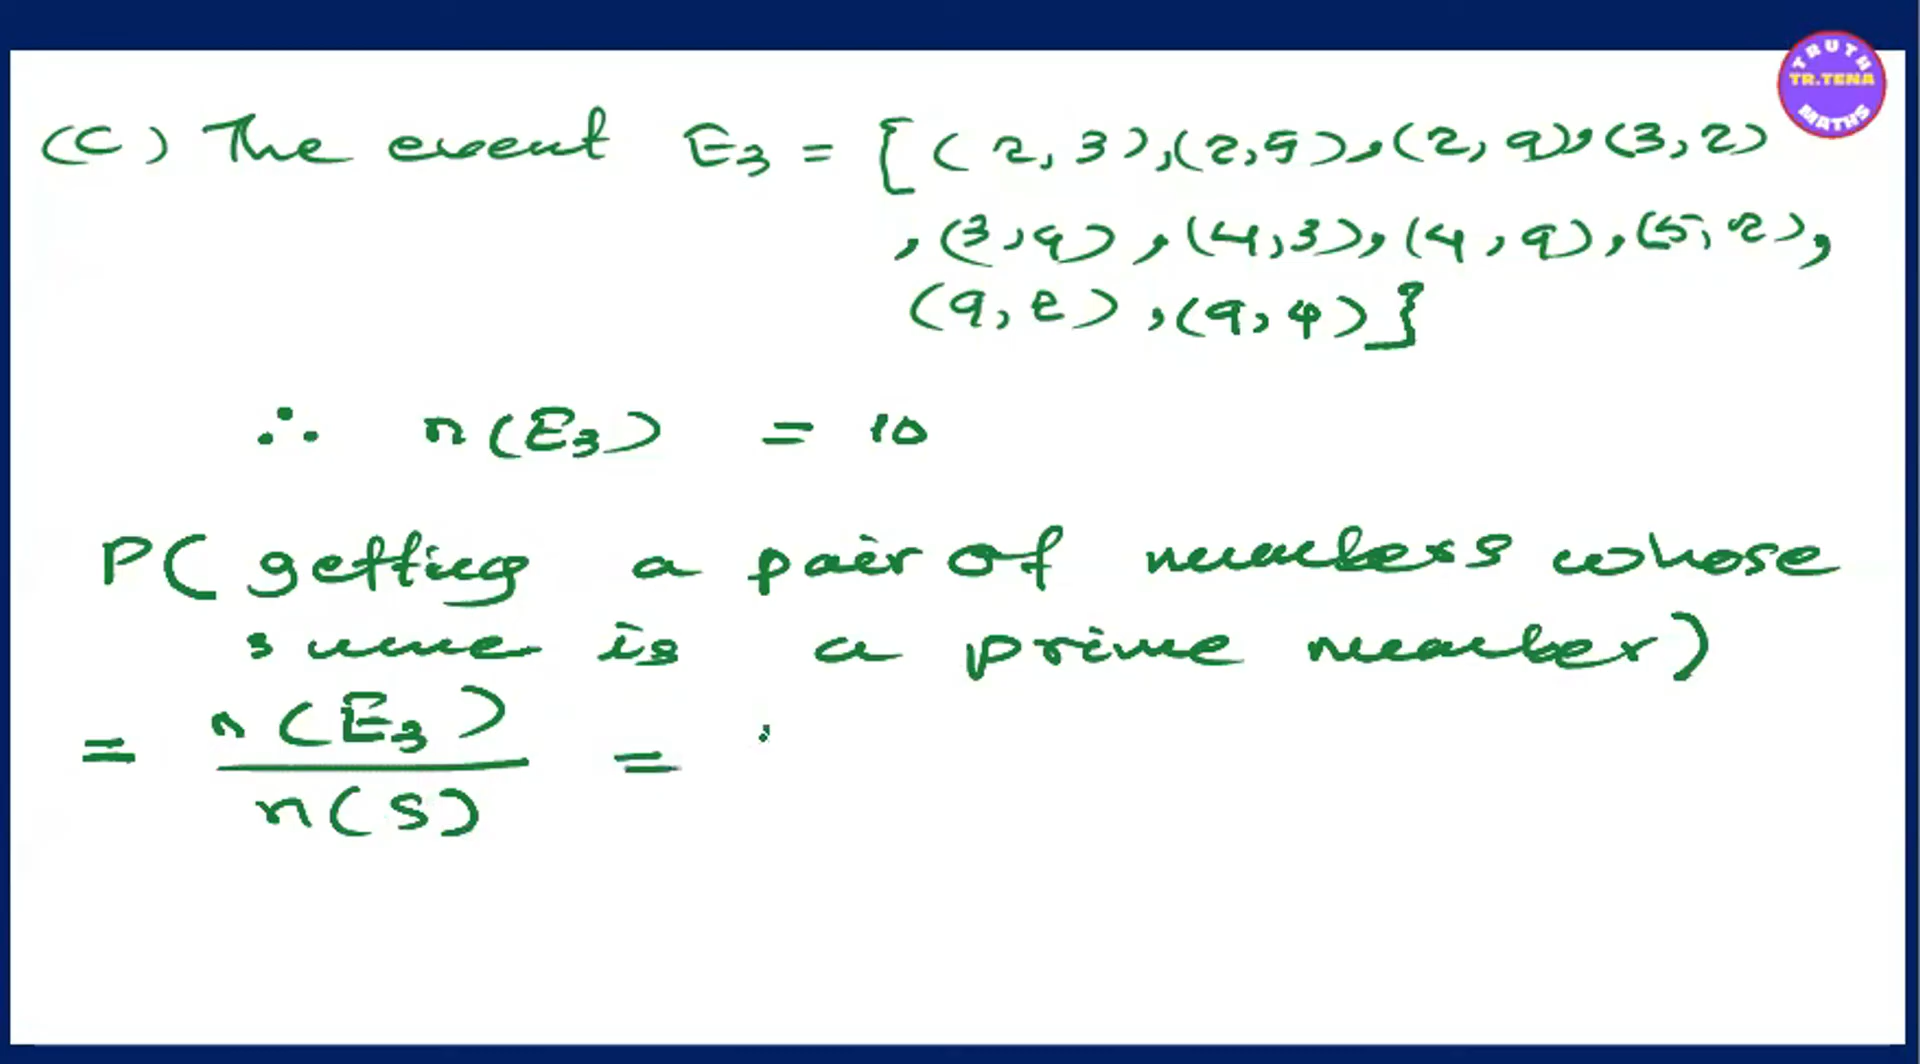 TRUTH
TR.TENA
MATHS
(C) The event E₃ = [(2,3),(2,5),(2,9),(3,2)
,(3,4),(4,3),(4,9),(5,2),
(9,2),(9,4)}
∴ n(E₃) = 10
P( getting a pair of numbers whose
sum is a prime number)
= n(E₃) / n(S) =